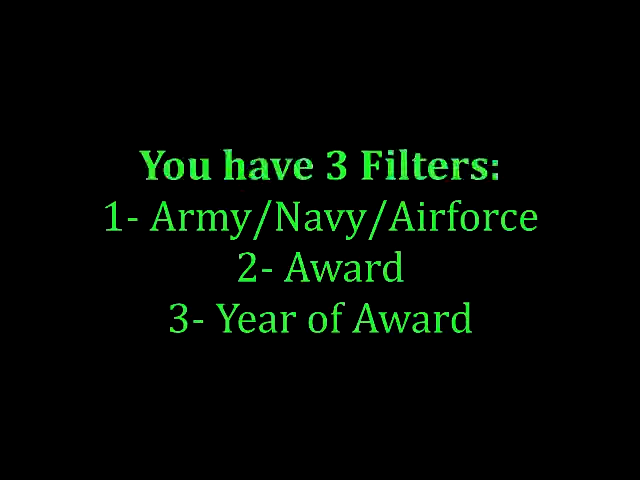 You have 3 Filters:
1- Army/Navy/Airforce
2- Award
3- Year of Award